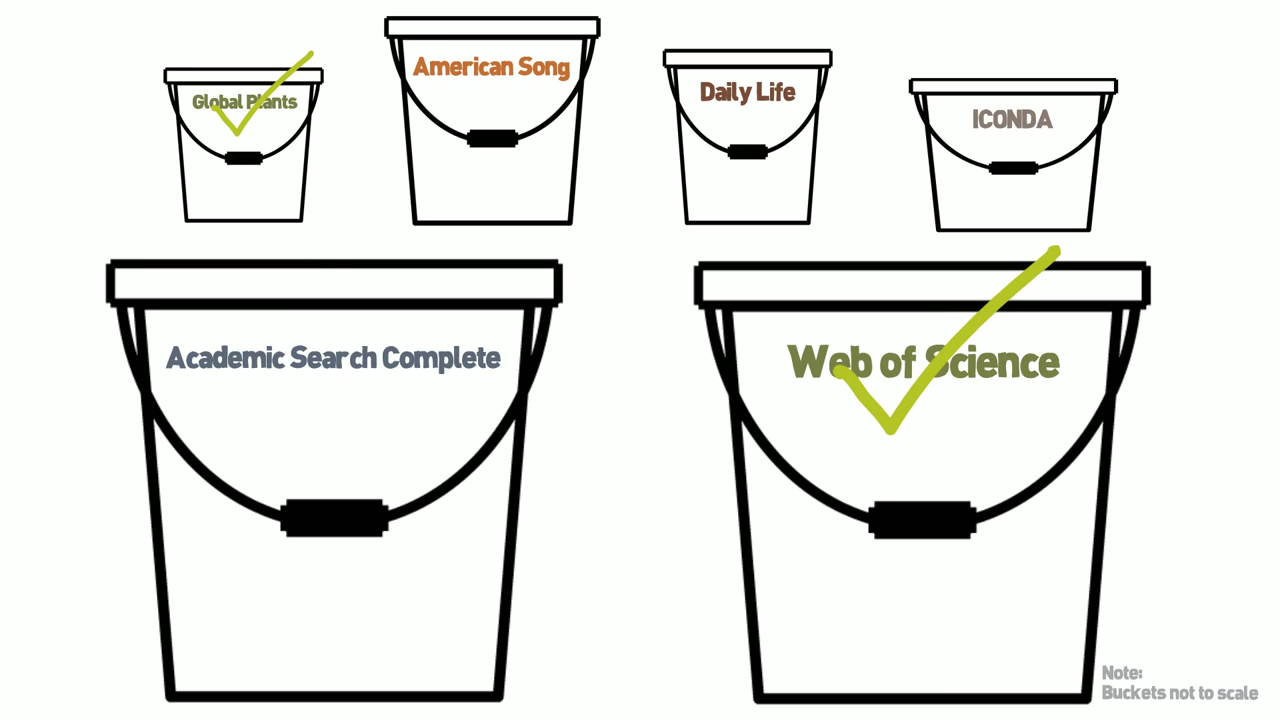 Global Plants
American Song
Daily Life
ICONDA
Academic Search Complete
Web of Science
Note:
Buckets not to scale